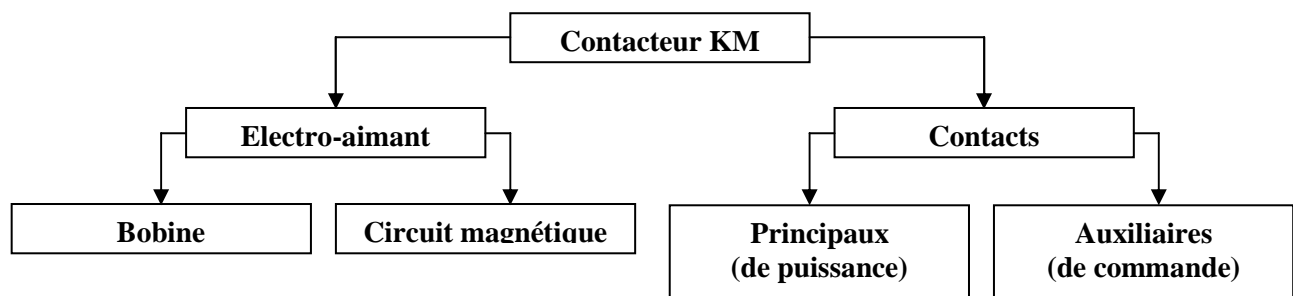 Contacteur KM
Electro-aimant
Contacts
Bobine
Circuit magnétique
Principaux
(de puissance)
Auxiliaires
(de commande)